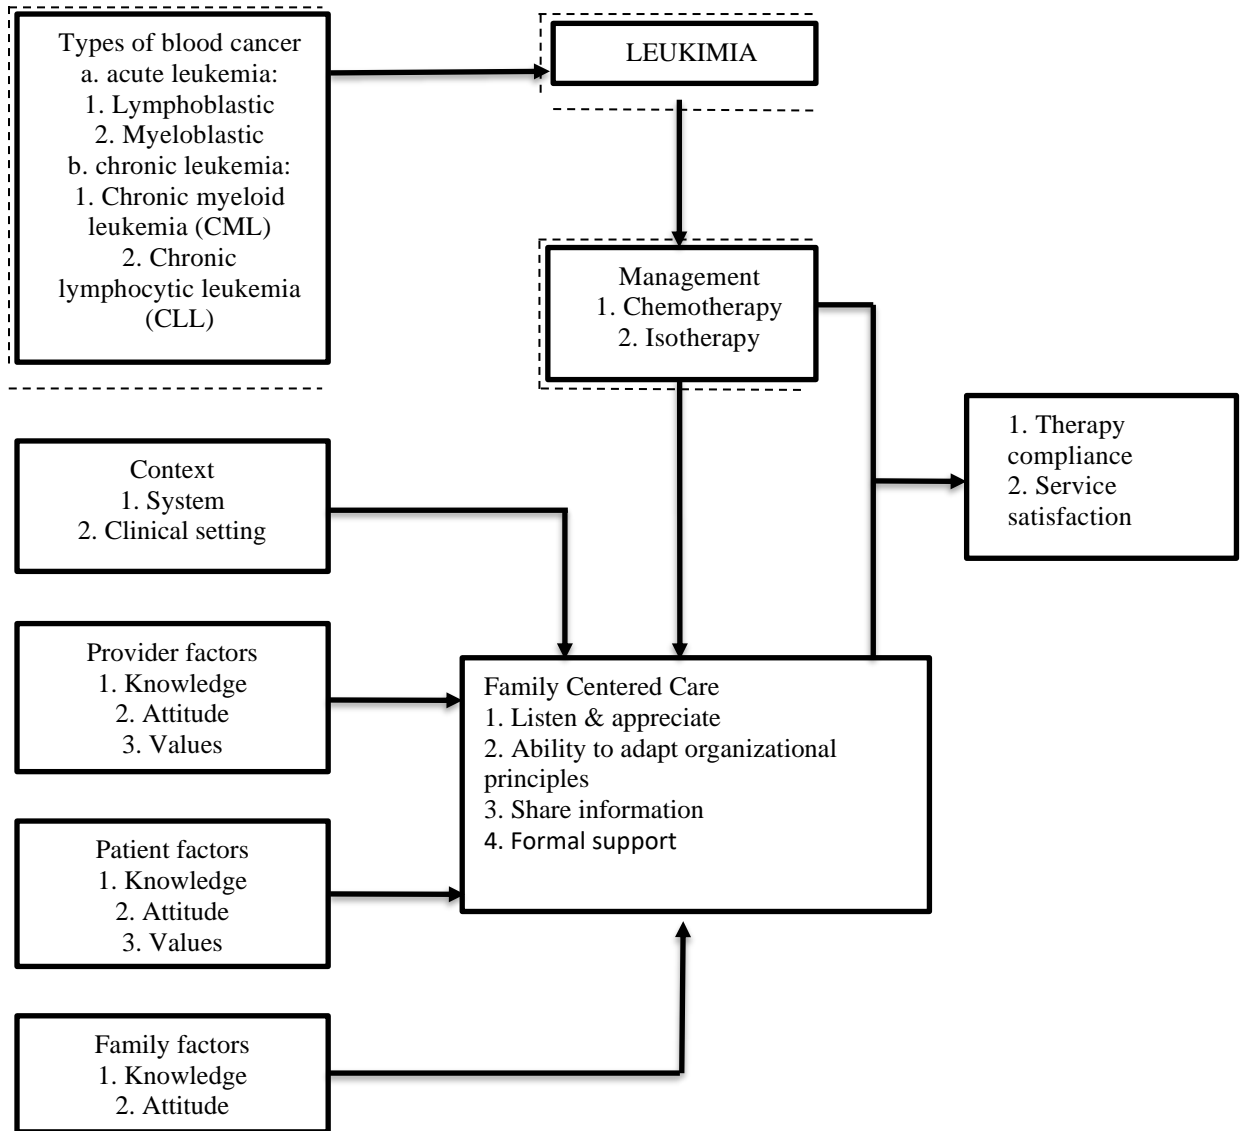 Types of blood cancer
a. acute leukemia:
1. Lymphoblastic
2. Myeloblastic
b. chronic leukemia:
1. Chronic myeloid
leukemia (CML)
2. Chronic
lymphocytic leukemia
(CLL)
LEUKIMIA
Management
1. Chemotherapy
2. Isotherapy
1. Therapy
compliance
2. Service
satisfaction
Context
1. System
2. Clinical setting
Provider factors
1. Knowledge
2. Attitude
3. Values
Family Centered Care
1. Listen & appreciate
2. Ability to adapt organizational
principles
3. Share information
4. Formal support
Patient factors
1. Knowledge
2. Attitude
3. Values
Family factors
1. Knowledge
2. Attitude